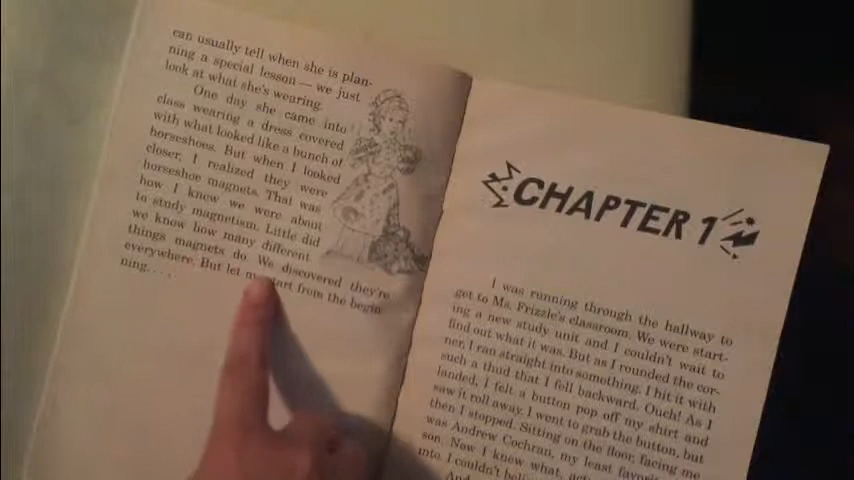 can usually tell when she is plan-
ning a special lesson — we just
look at what she's wearing.
One day she came into
class wearing a dress covered
with what looked like a bunch of
horseshoes. But when I looked
closer, I realized they were
horseshoe magnets. That was
how I knew we were about
to study magnetism. Little did
we know how many different
things magnets do. We discovered they're
everywhere. But let me start from the begin-
ning. . . .
CHAPTER 1
I was running through the hallway to
get to Ms. Frizzle's classroom. We were start-
ing a new study unit and I couldn't wait to
find out what it was. But as I rounded the cor-
ner, I ran straight into something. I hit it with
such a thud that I fell backward. Ouch! As I
landed, I felt a button pop off my shirt and
saw it roll away. I went to grab the button, but
then I stopped. Sitting on the floor, facing me
was Andrew Cochran, my least favorite
son. Now I know what,
into. I couldn't